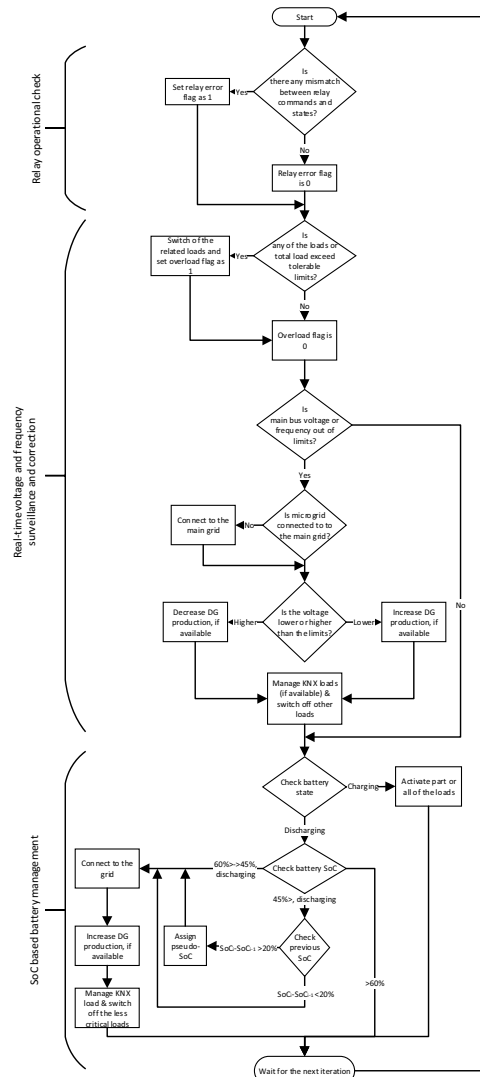 Start
Is
there any mismatch
between relay
commands and
states?
Yes
Set relay error
flag as 1
No
Relay error flag
is 0
Relay operational check
Is
any of the loads or
total load exceed
tolerable
limits?
Yes
Switch of the
related loads and
set overload flag as
1
No
Overload flag is
0
Is
main bus voltage or
frequency out of
limits?
Yes
No
Is microgrid
connected to to
the main grid?
No
Connect to the
main grid
Is the voltage
lower or higher
than the limits?
Higher
Decrease DG
production, if
available
Lower
Increase DG
production, if
available
Manage KNX loads
(if available) &
switch off other
loads
Real-time voltage and frequency
surveillance and correction
Check battery
state
Charging
Activate part or
all of the loads
Discharging
Check battery SoC
60%>->45%,
discharging
Connect to the
grid
45%>, discharging
Check
previous
SoC
Assign
pseudo-
SoC
Increase DG
production, if
available
>60%
Manage KNX
load & switch
off the less
critical loads
SoC based battery management
Wait for the next iteration